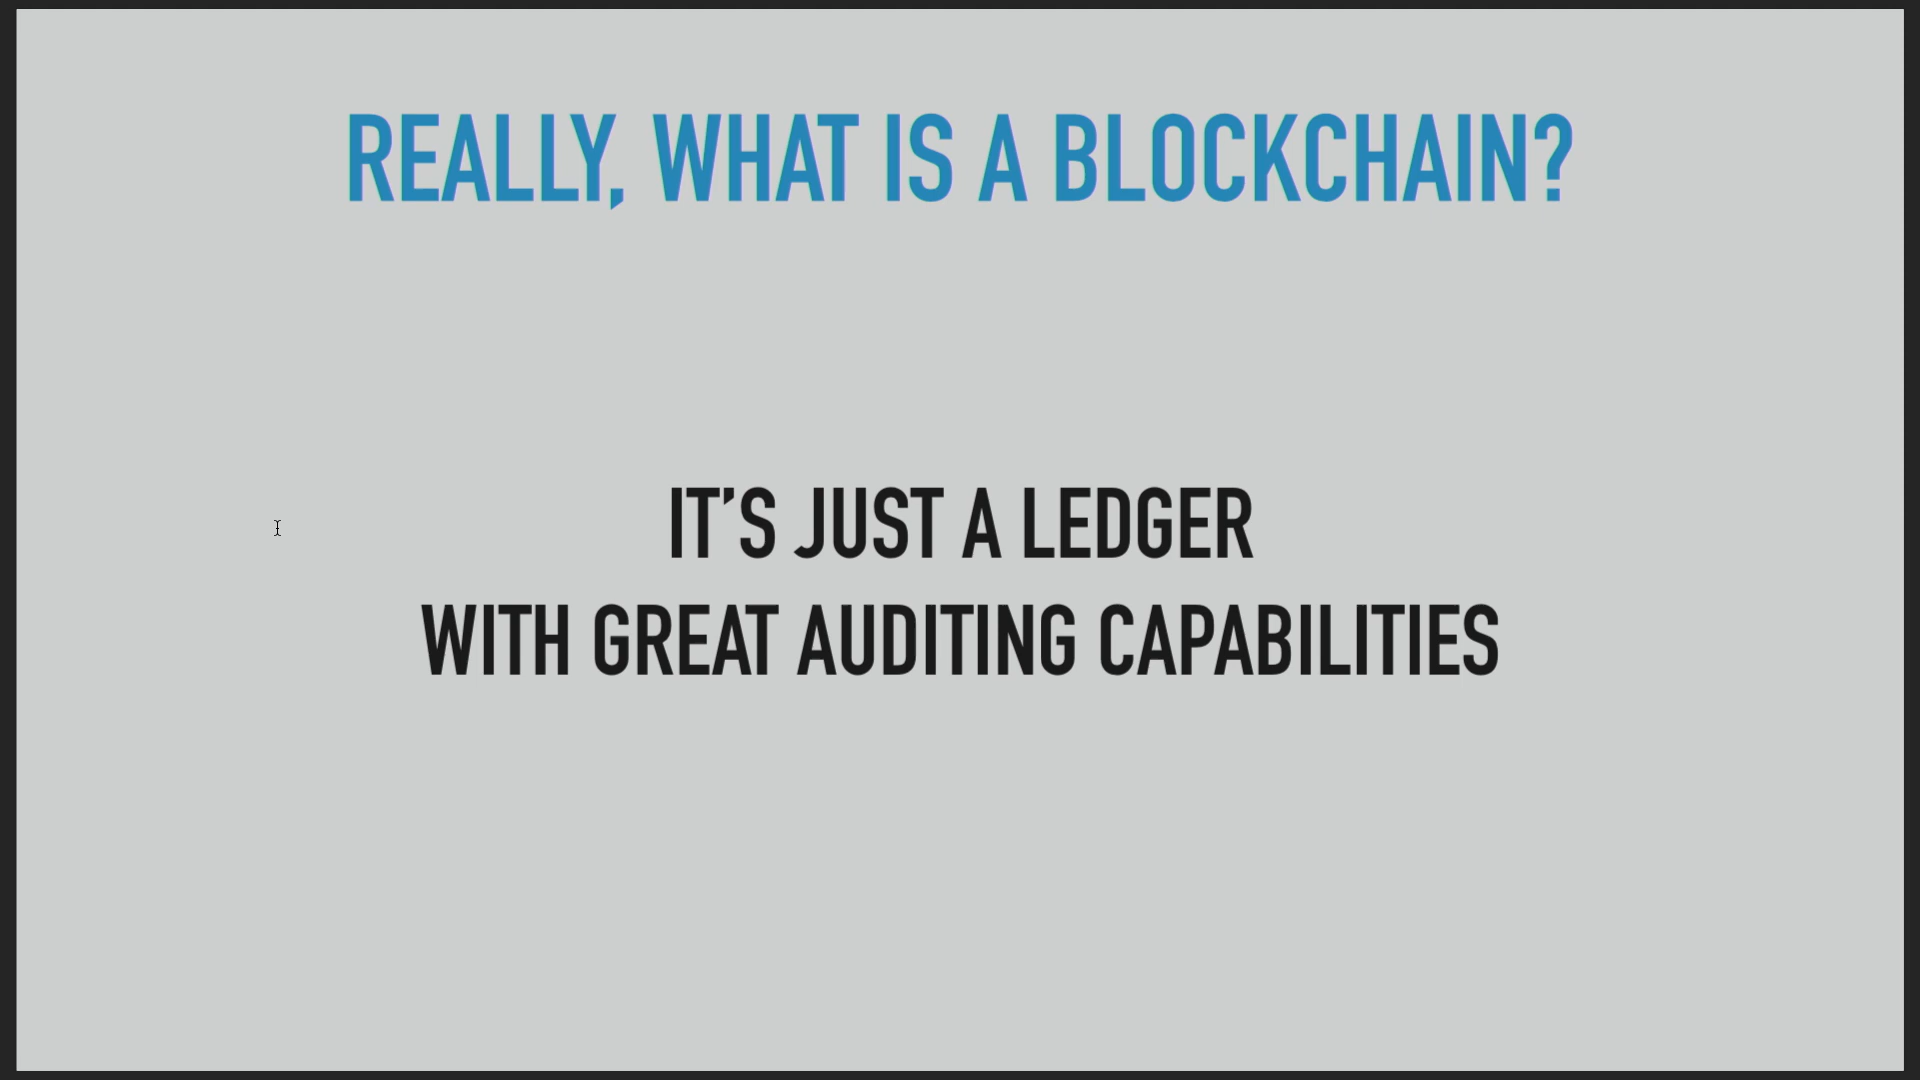 REALLY, WHAT IS A BLOCKCHAIN?
IT'S JUST A LEDGER
WITH GREAT AUDITING CAPABILITIES